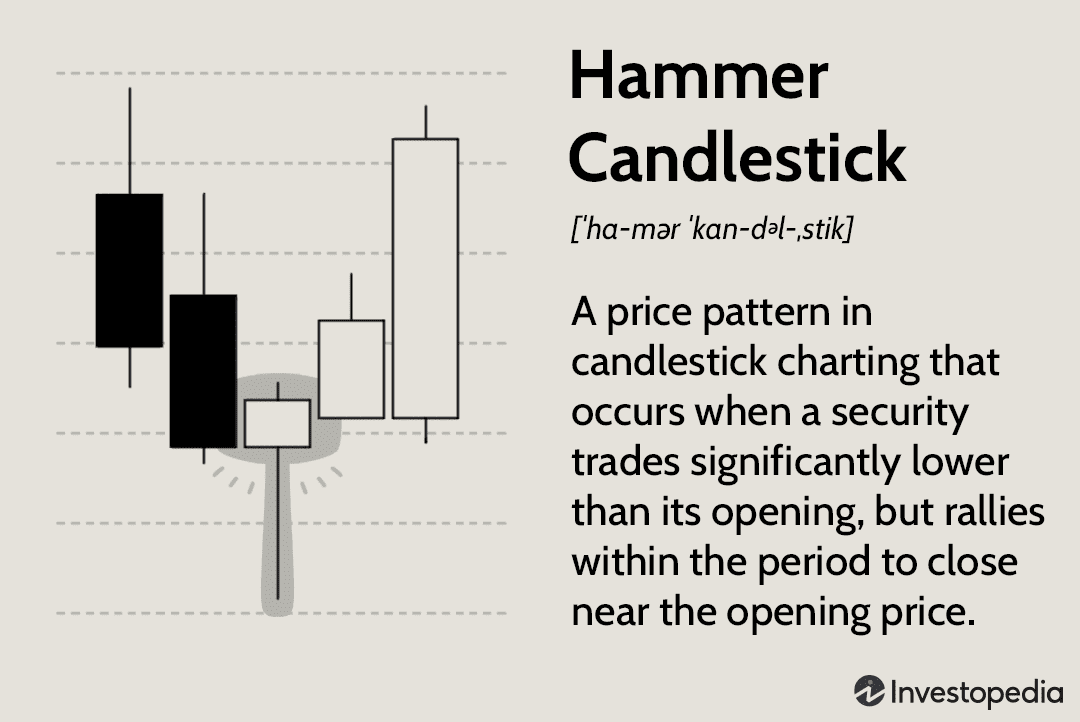 Hammer
Candlestick
[ˈha-mər ˈkan-dᵊl-ˌstik]
A price pattern in
candlestick charting that
occurs when a security
trades significantly lower
than its opening, but rallies
within the period to close
near the opening price.
Investopedia